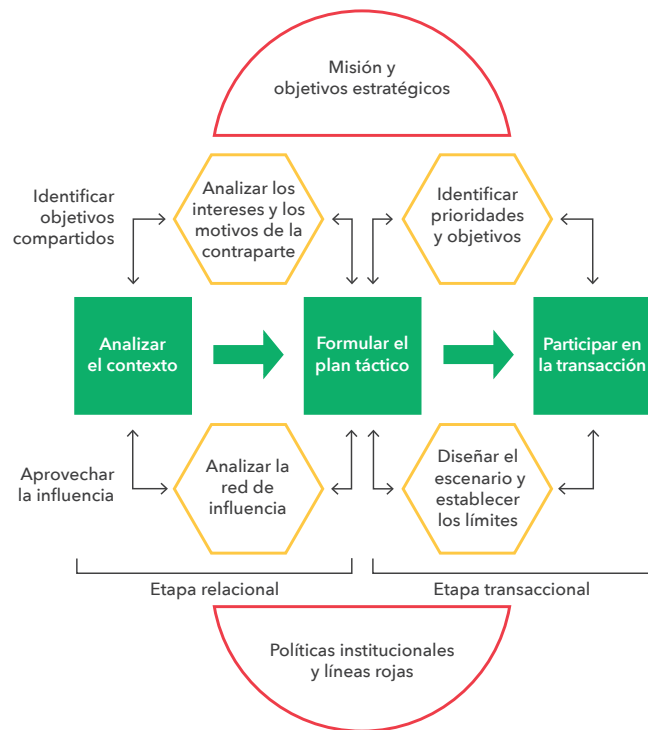 Misión y
objetivos estratégicos
Identificar
objetivos
compartidos
Analizar los
intereses y los
motivos de la
contraparte
Identificar
prioridades
y objetivos
Analizar
el contexto
Formular el
plan táctico
Participar en
la transacción
Aprovechar
la influencia
Analizar la
red de
influencia
Diseñar el
escenario y
establecer
los límites
Etapa relacional
Etapa transaccional
Políticas institucionales
y líneas rojas